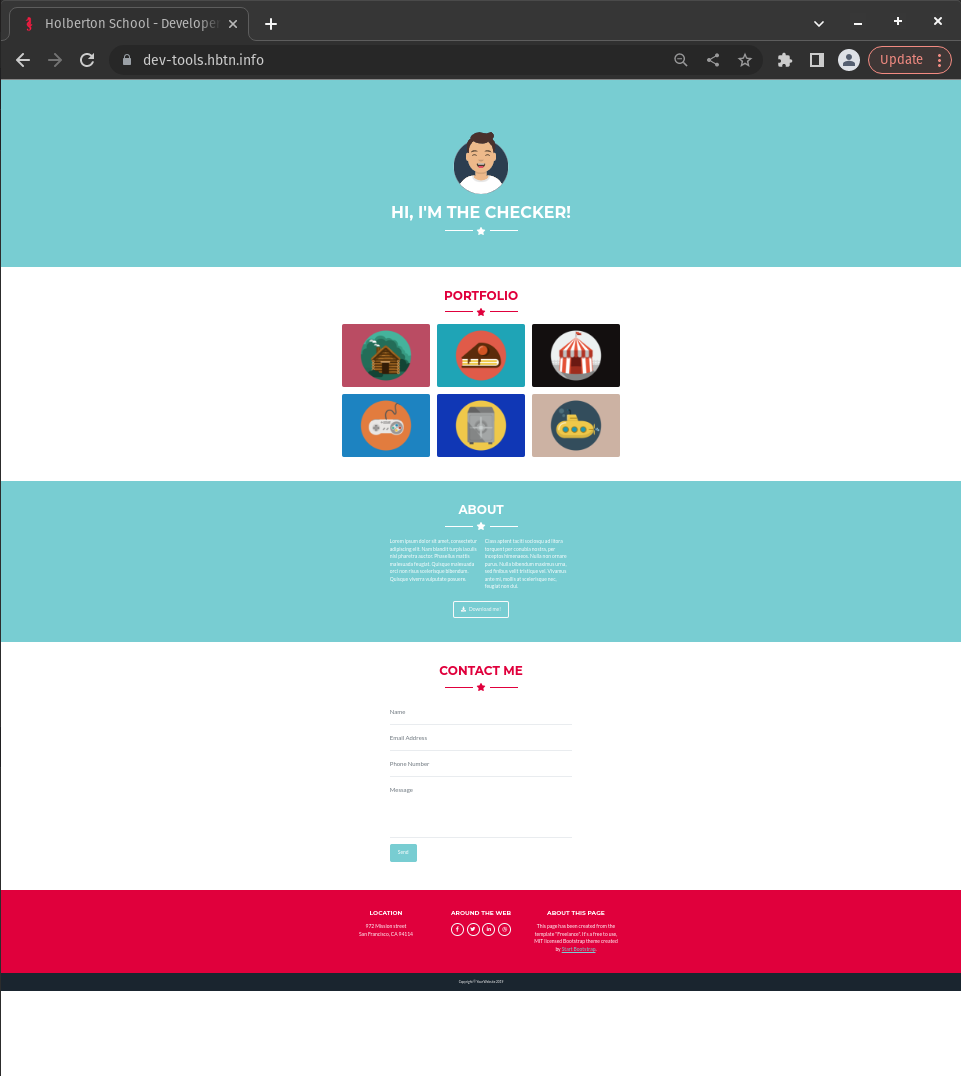 Holberton School - Developer
dev-tools.hbtn.info
Update
HI, I'M THE CHECKER!
PORTFOLIO
ABOUT
Lorem ipsum dolor sit amet, consectetur
adipiscing elit. Nam blandit turpis iaculis
nisl pharetra auctor. Phasellus mattis
malesuada feugiat. Quisque malesuada
orci non risus scelerisque bibendum.
Quisque viverra vulputate posuere.
Class aptent taciti sociosqu ad litora
torquent per conubia nostra, per
inceptos himenaeos. Nulla non ornare
purus. Nulla bibendum maximus urna,
sed finibus velit tristique vel. Vivamus
ante mi, mollis at scelerisque nec,
feugiat non dui.
Download me!
CONTACT ME
Name
Email Address
Phone Number
Message
Send
LOCATION
972 Mission street
San Francisco, CA 94114
AROUND THE WEB
ABOUT THIS PAGE
This page has been created from the
template "Freelance". It's a free to use,
MIT licensed Bootstrap theme created
by Start Bootstrap.
Copyright © Your Website 2019